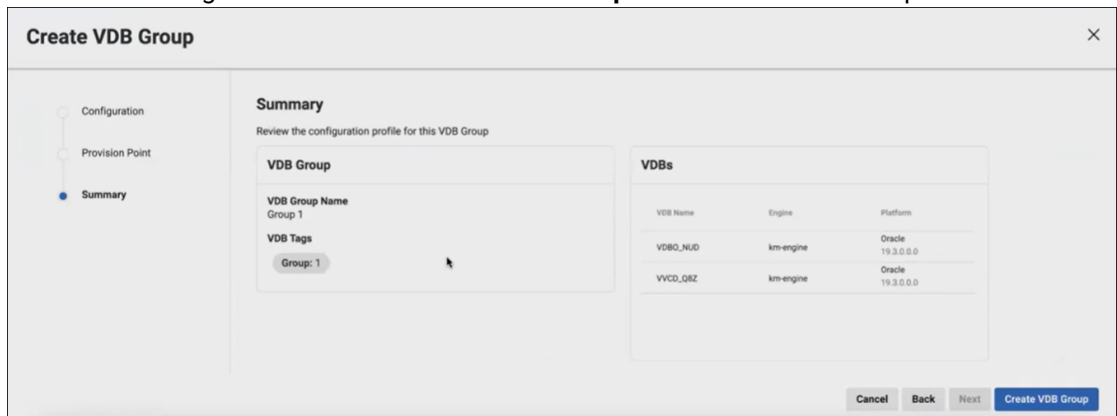 Create VDB Group
Configuration
Provision Point
Summary
Summary
Review the configuration profile for this VDB Group
VDB Group
VDB Group Name
Group 1
VDB Tags
Group: 1
VDBs
VDB Name Engine Platform
VDBO_NUD km-engine Oracle
19.3.0.0.0
VVCD_Q8Z km-engine Oracle
19.3.0.0.0
Cancel Back Next Create VDB Group